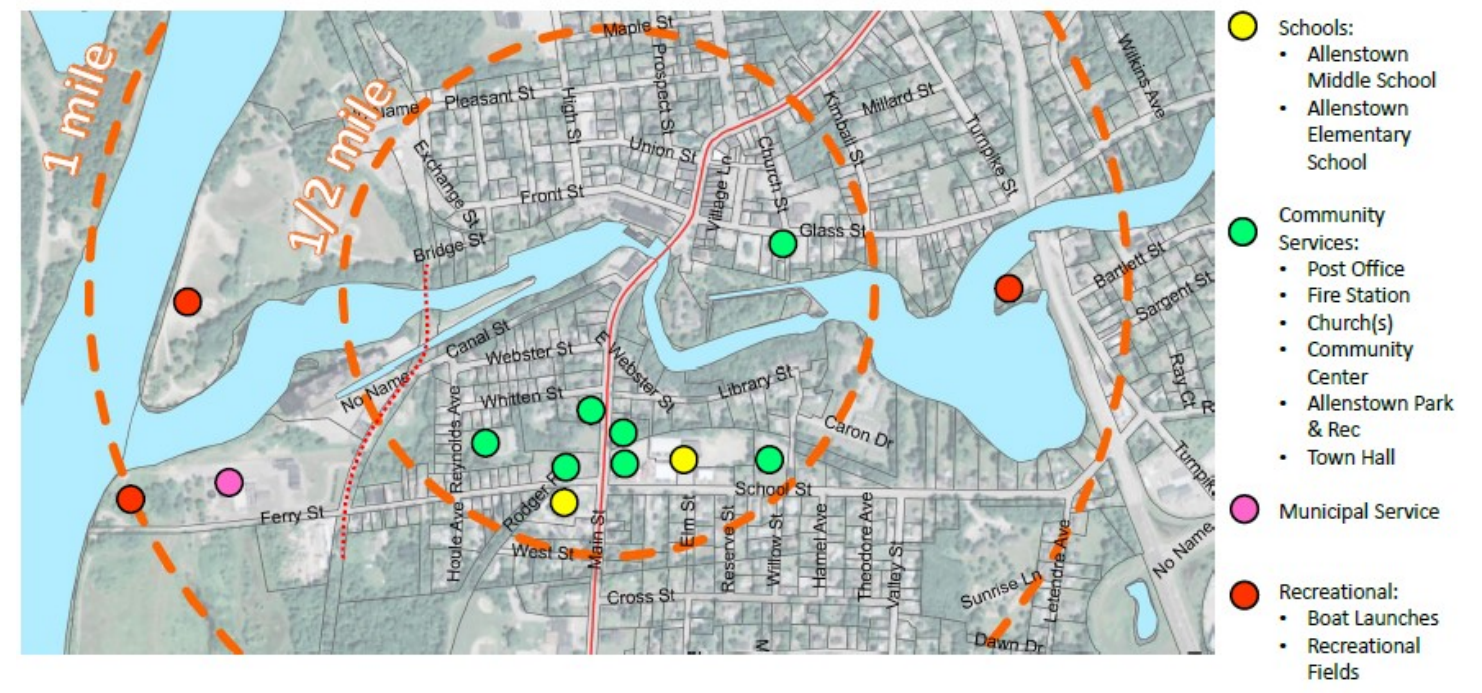 1 mile
1/2 mile
Maple St
Prospect St
Pleasant St
Name
High St
Union St
Exchange St
Front St
Bridge St
Village Ln
Church St
Kimball St
Millard St
Turnpike St
Wilkins Ave
Glass St
Bartlett St
Sargent St
Ray Ct
Canal St
Webster St
E Webster St
No Name
Whitten St
Library St
Caron Dr
Reynolds Ave
Houle Ave
Rodger
School St
Ferry St
West St
Main St
Elm St
Reserve St
Willow St
Hamel Ave
Theodore Ave
Valley St
Cross St
Sunrise Ln
Letendre Ave
Dawn Dr
No Name
Schools:
• Allenstown
Middle School
• Allenstown
Elementary
School
Community
Services:
• Post Office
• Fire Station
• Church(s)
• Community
Center
• Allenstown Park
& Rec
• Town Hall
Municipal Service
Recreational:
• Boat Launches
• Recreational
Fields